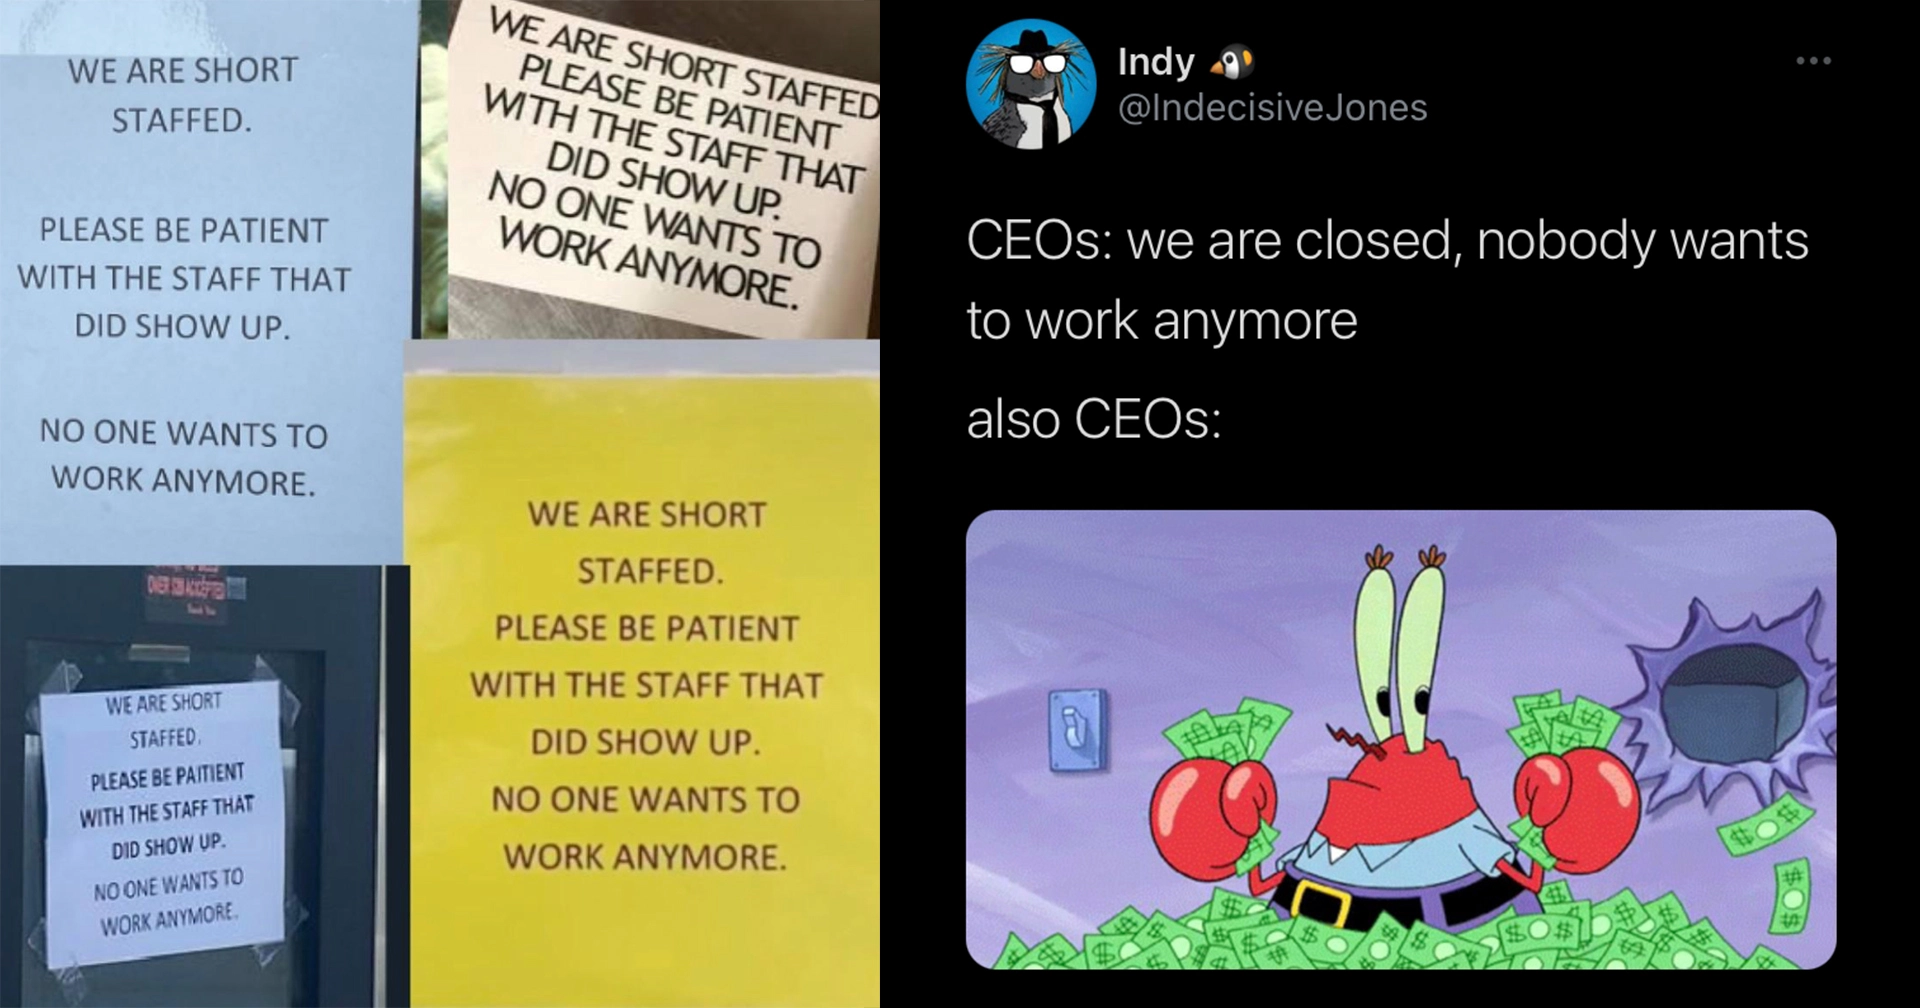 WE ARE SHORT
STAFFED.
PLEASE BE PATIENT
WITH THE STAFF THAT
DID SHOW UP.
NO ONE WANTS TO
WORK ANYMORE.
WE ARE SHORT STAFFED
PLEASE BE PATIENT
WITH THE STAFF THAT
DID SHOW UP.
NO ONE WANTS TO
WORK ANYMORE.
WE ARE SHORT
STAFFED.
PLEASE BE PAITIENT
WITH THE STAFF THAT
DID SHOW UP.
NO ONE WANTS TO
WORK ANYMORE.
WE ARE SHORT
STAFFED.
PLEASE BE PATIENT
WITH THE STAFF THAT
DID SHOW UP.
NO ONE WANTS TO
WORK ANYMORE.
Indy
@IndecisiveJones
CEOs: we are closed, nobody wants
to work anymore
also CEOs: